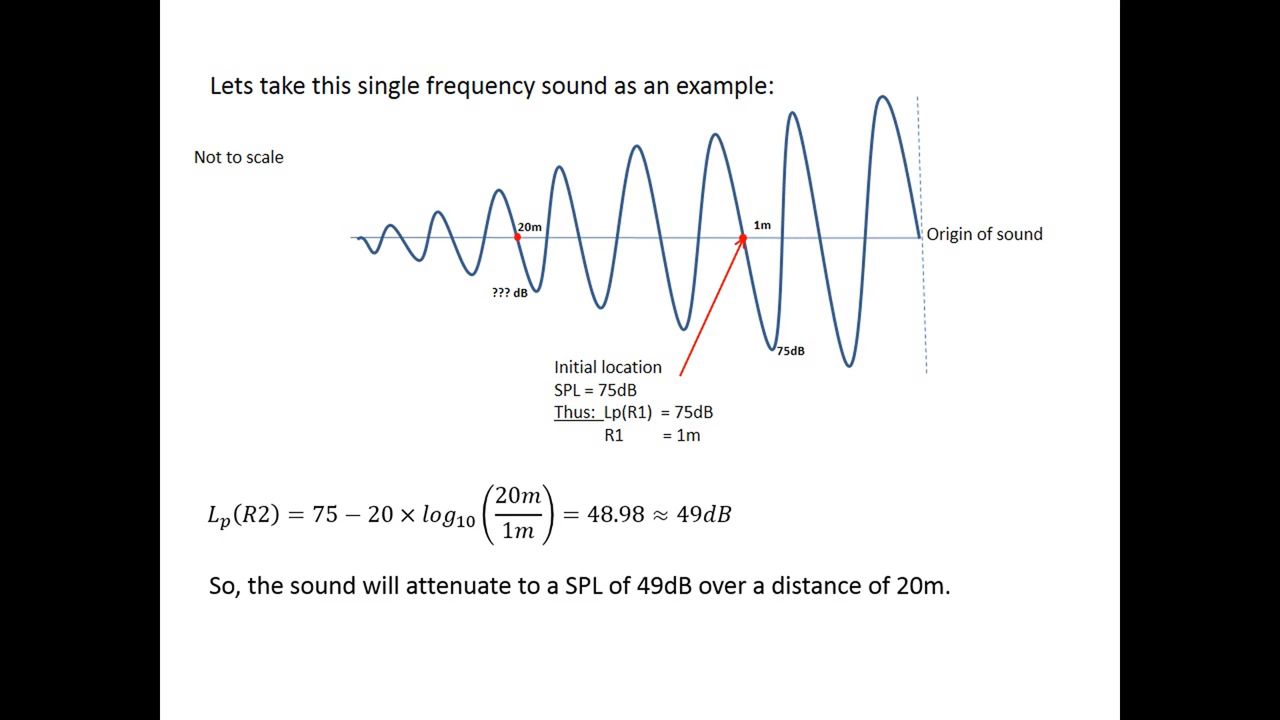 Lets take this single frequency sound as an example:
Not to scale
20m
1m
Origin of sound
??? dB
75dB
Initial location
SPL = 75dB
Thus: Lp(R1) = 75dB
R1 = 1m
L_p(R2) = 75 − 20 × log_10 (20m/1m) = 48.98 ≈ 49dB
So, the sound will attenuate to a SPL of 49dB over a distance of 20m.